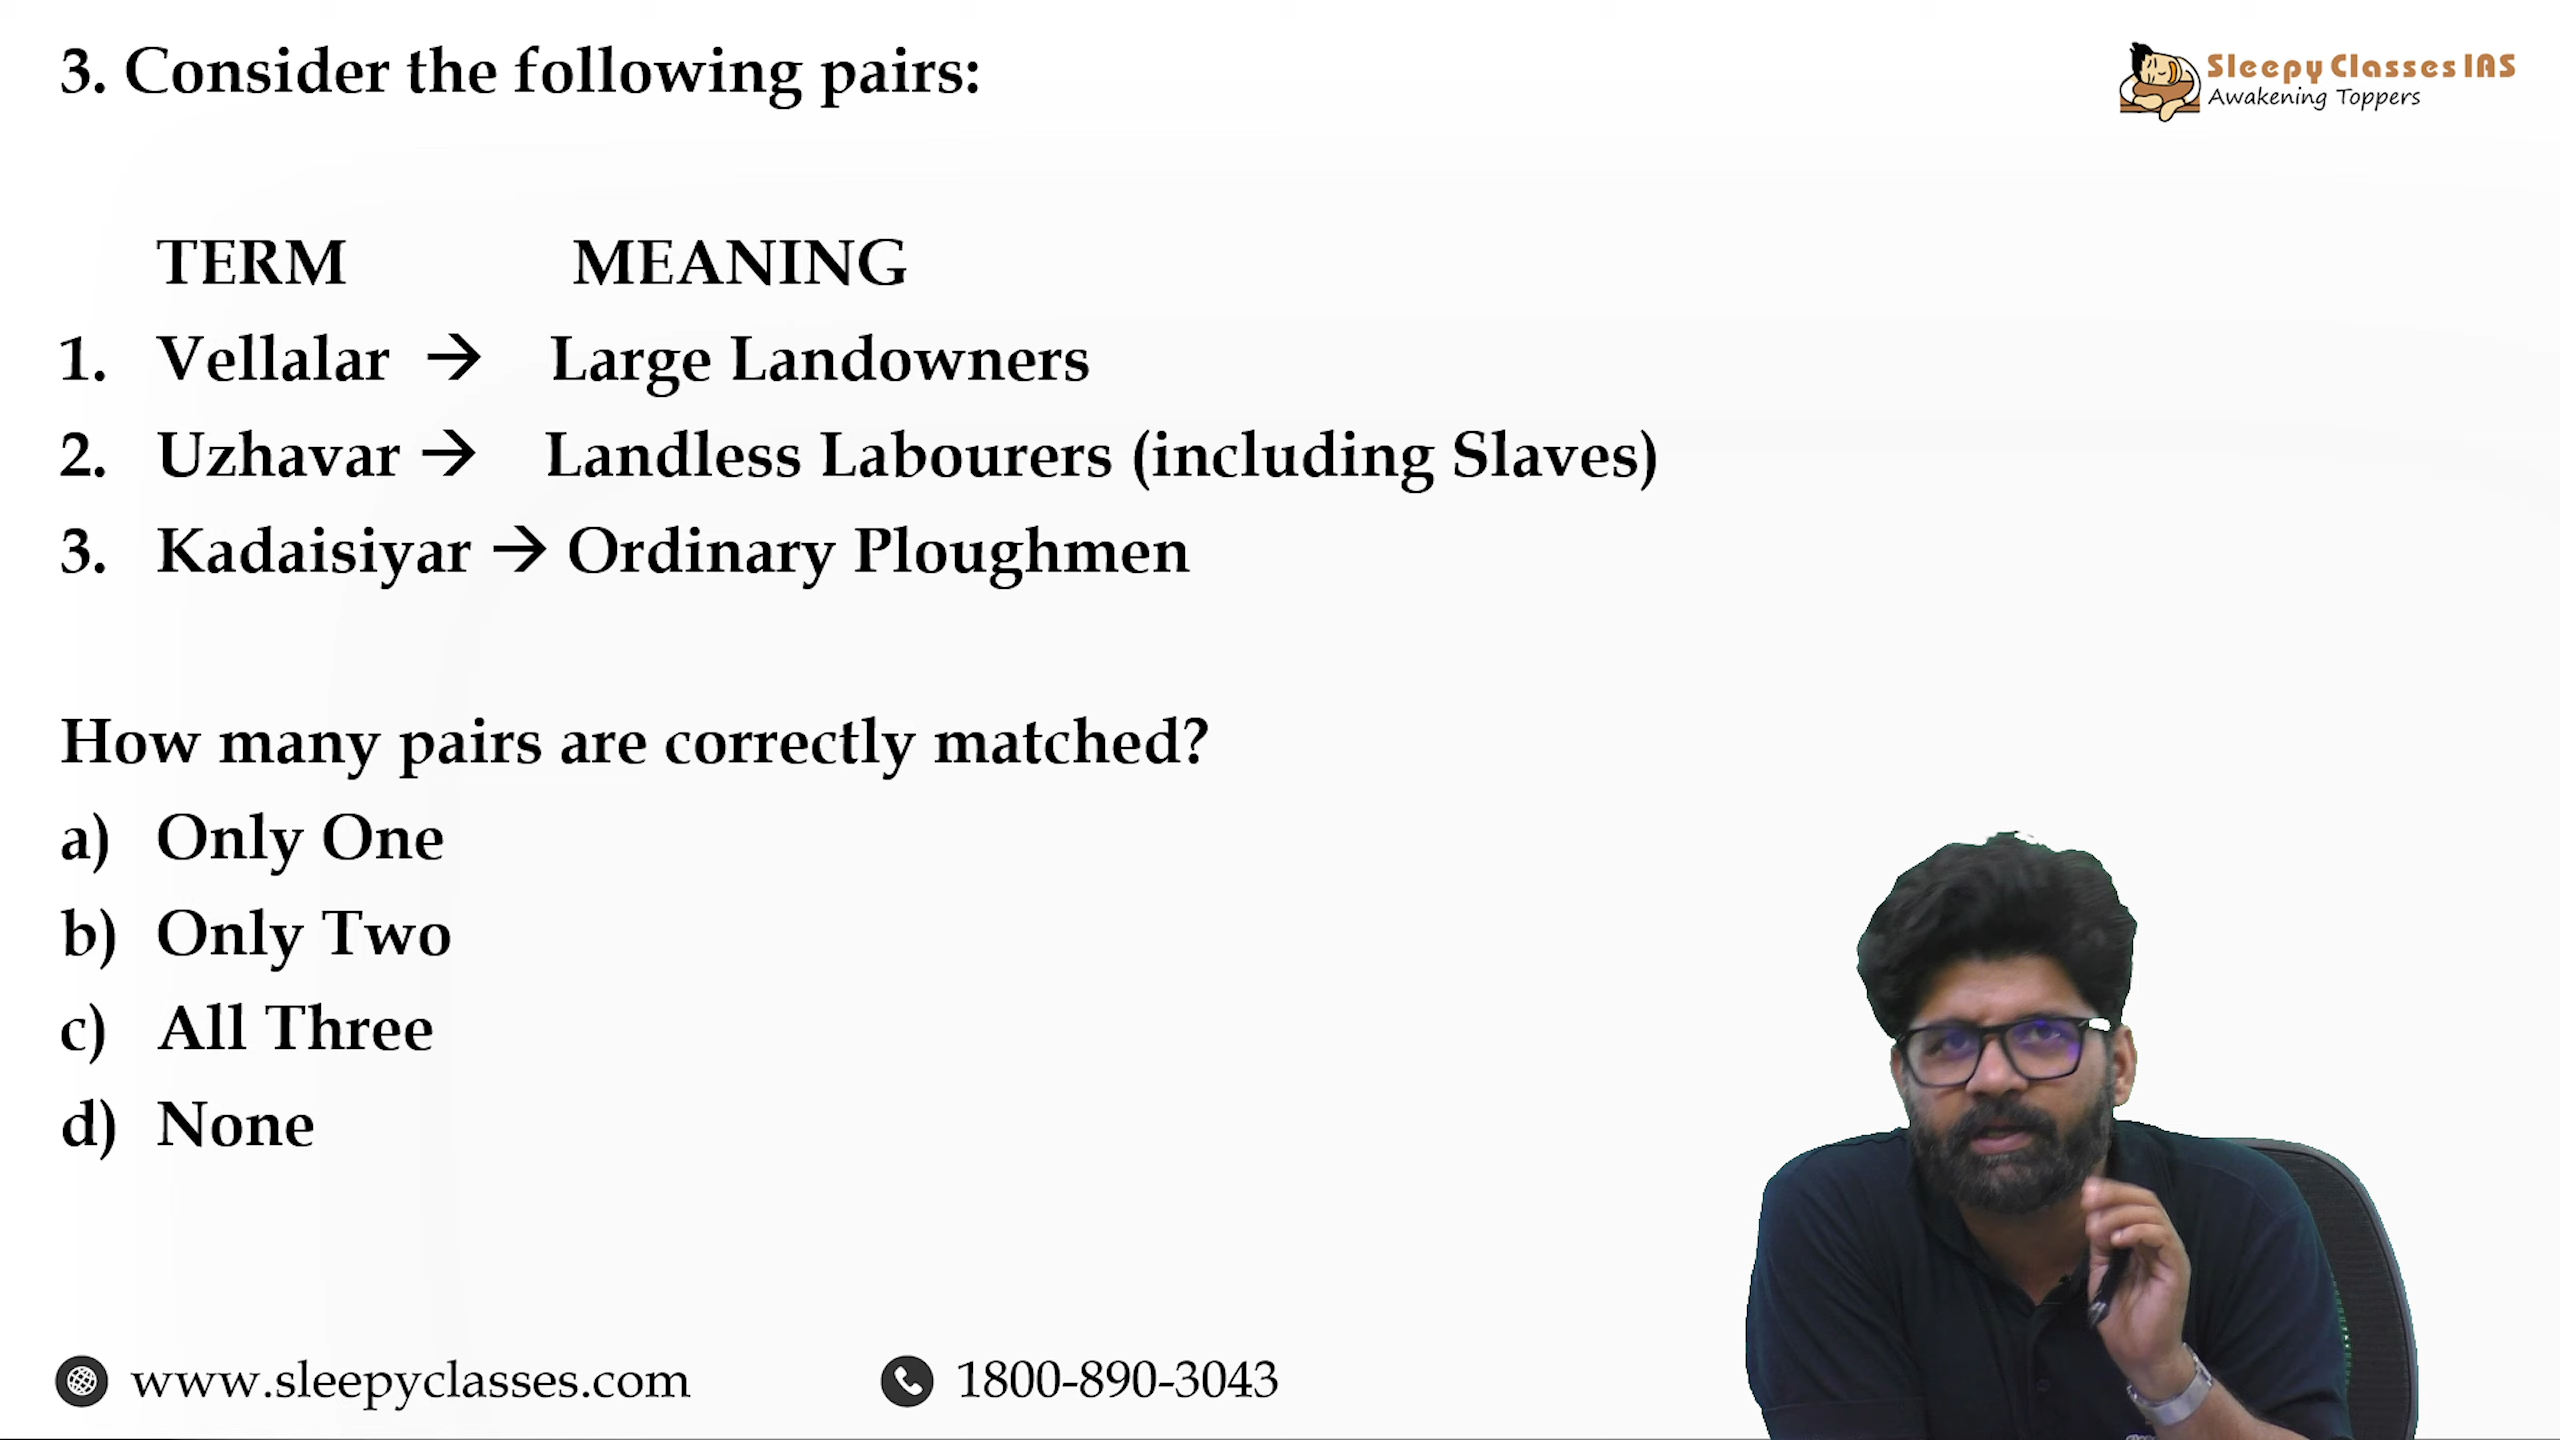 3. Consider the following pairs:
Sleepy Classes IAS
Awakening Toppers
TERM MEANING
1. Vellalar → Large Landowners
2. Uzhavar → Landless Labourers (including Slaves)
3. Kadaisiyar → Ordinary Ploughmen
How many pairs are correctly matched?
a) Only One
b) Only Two
c) All Three
d) None
www.sleepyclasses.com 1800-890-3043